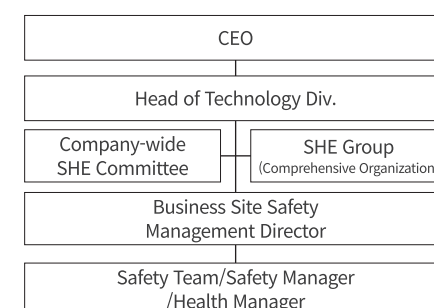 CEO
Head of Technology Div.
Company-wide
SHE Committee
SHE Group
(Comprehensive Organization
Business Site Safety
Management Director
Safety Team/Safety Manager
/Health Manager